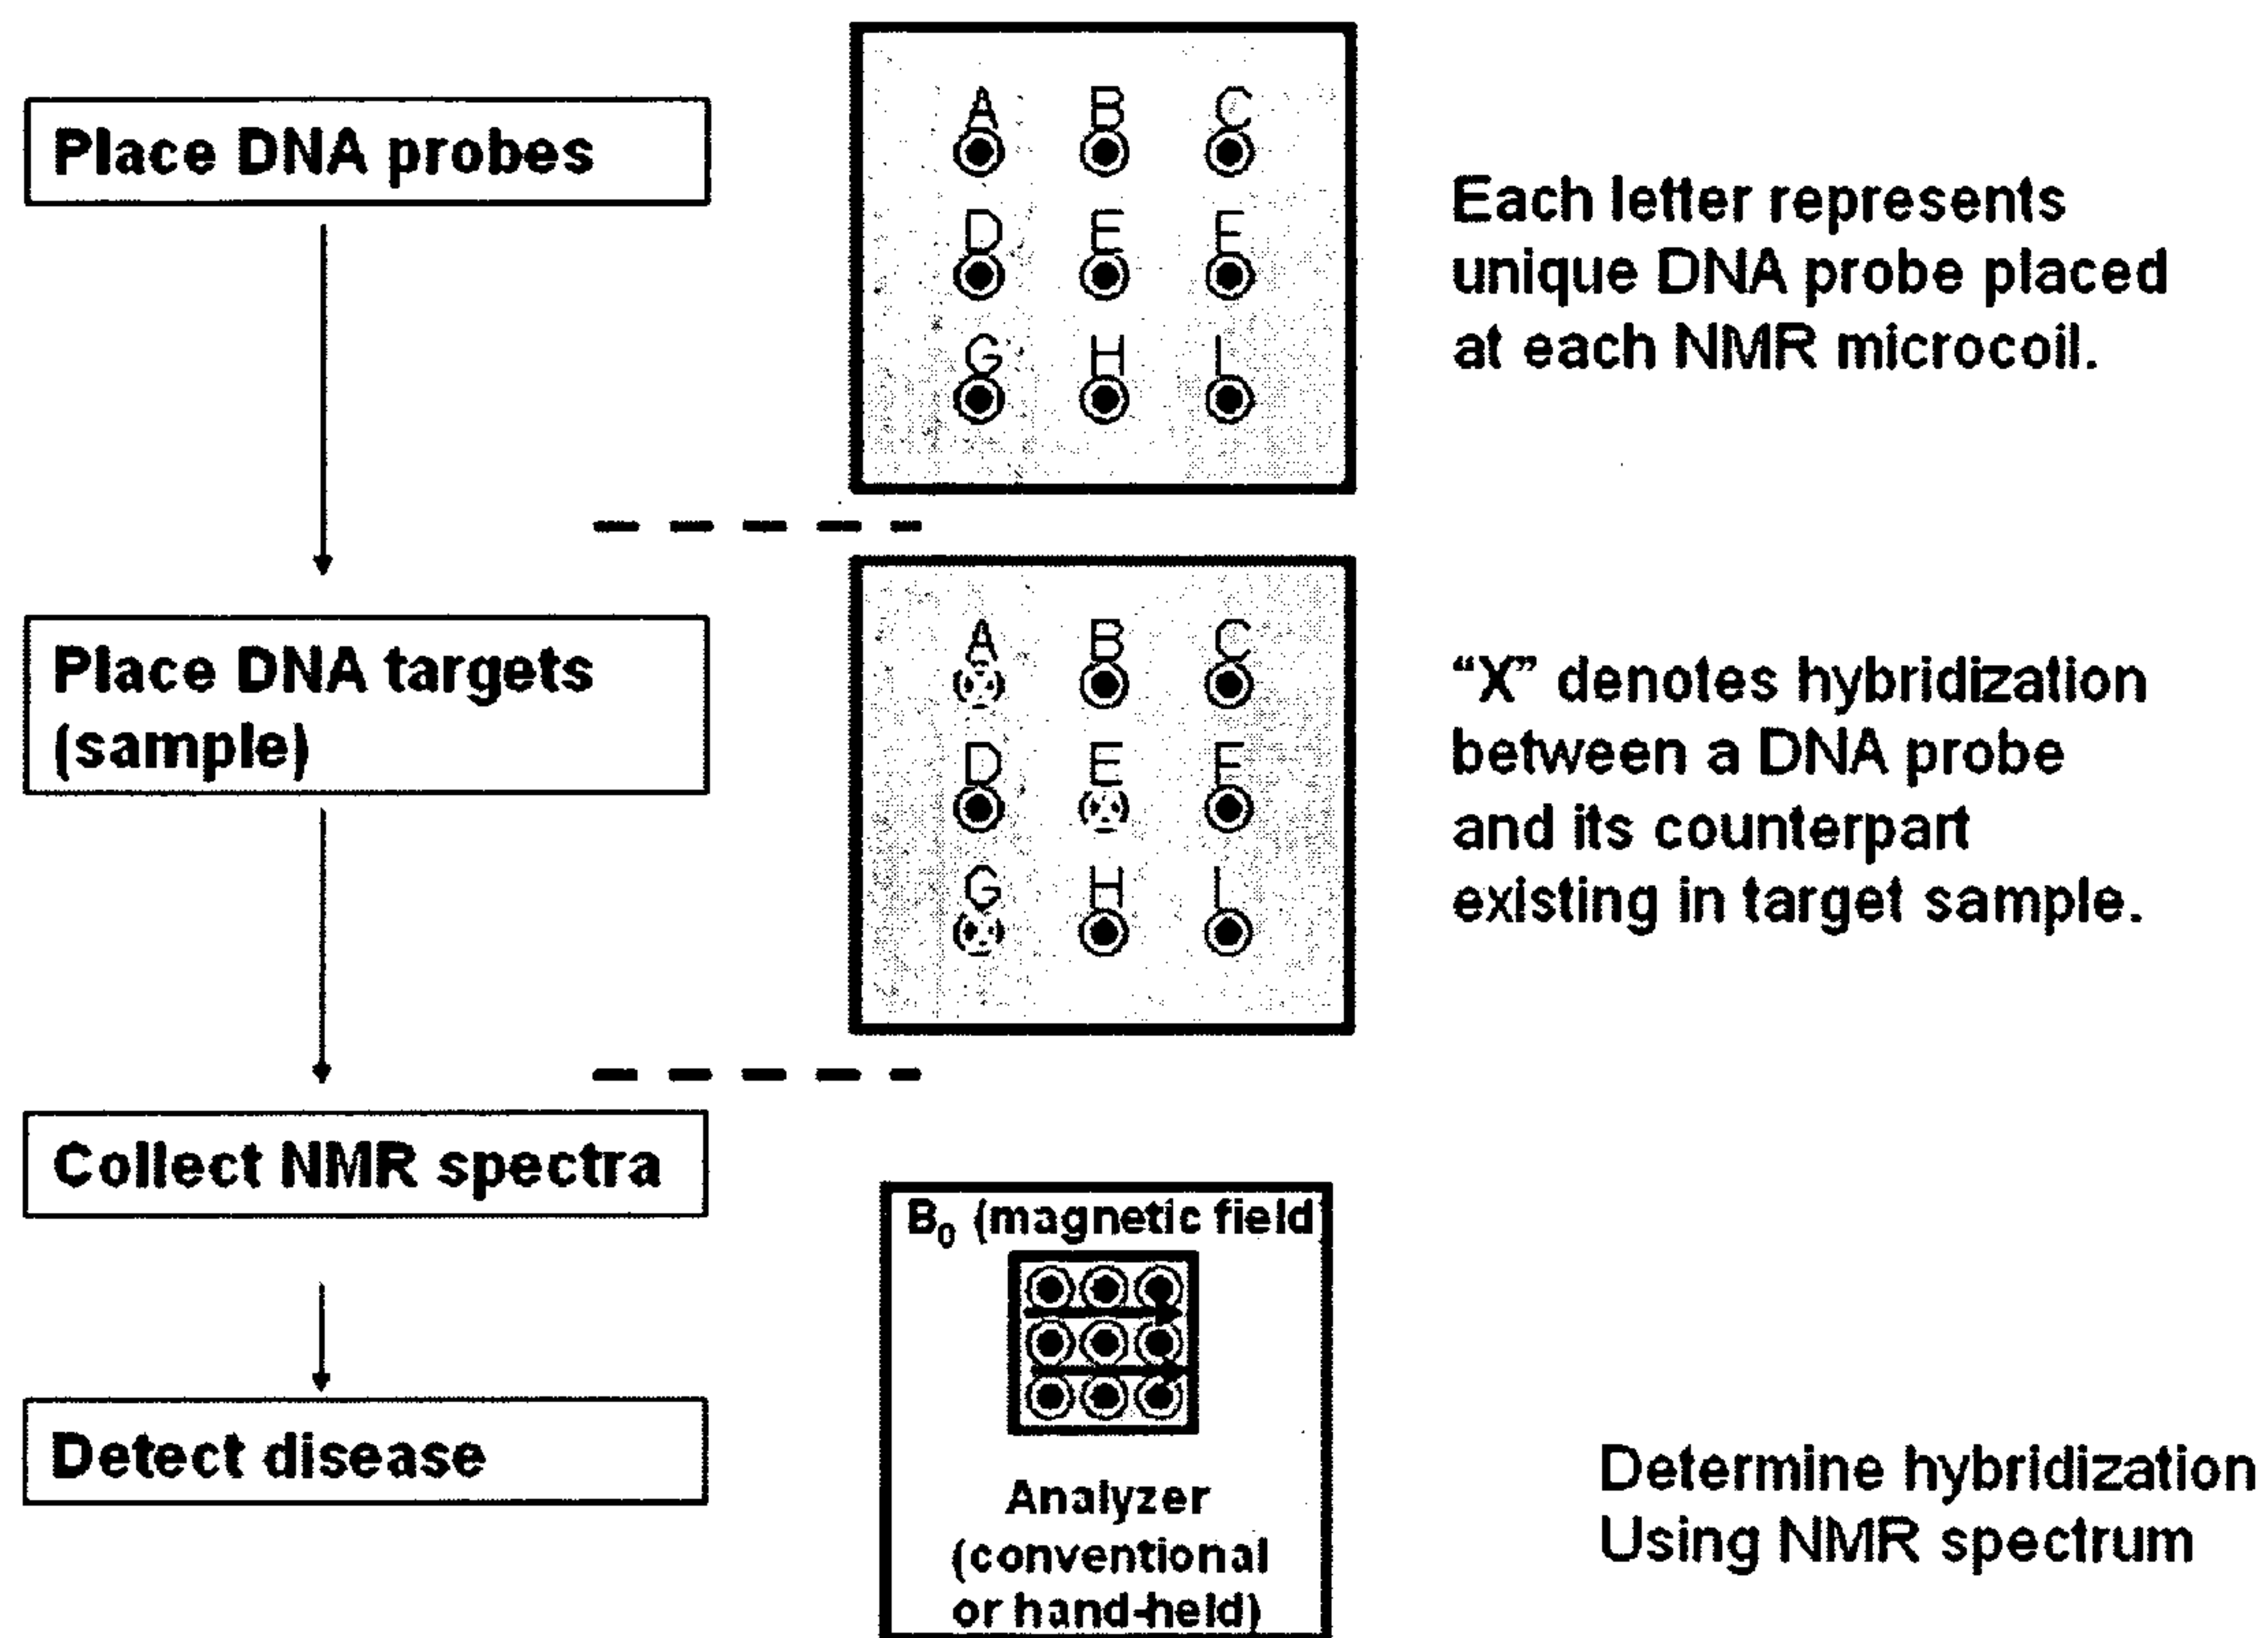 Place DNA probes
A B C
D E F
G H L
Each letter represents
unique DNA probe placed
at each NMR microcoil.
Place DNA targets
(sample)
A B C
D E F
G H L
“X” denotes hybridization
between a DNA probe
and its counterpart
existing in target sample.
Collect NMR spectra
B₀ (magnetic field
Analyzer
(conventional
or hand-held)
Detect disease
Determine hybridization
Using NMR spectrum